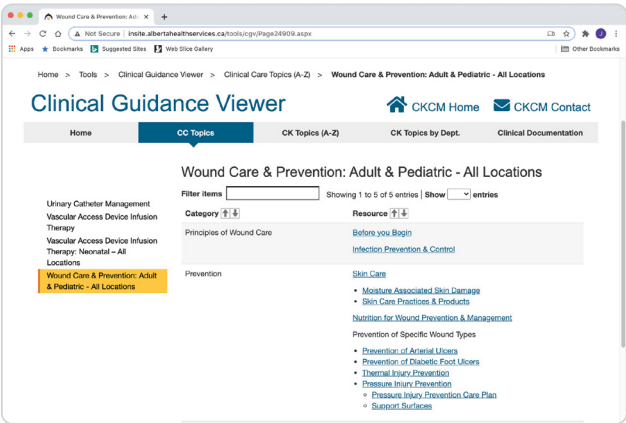 Wound Care & Prevention: Adu
Not Secure | insite.albertahealthservices.ca/tools/cgv/Page24909.aspx
J
Apps Bookmarks Suggested Sites Web Slice Gallery Other Bookmarks
Home > Tools > Clinical Guidance Viewer > Clinical Care Topics (A-Z) > Wound Care & Prevention: Adult & Pediatric - All Locations
Clinical Guidance Viewer CKCM Home CKCM Contact
Home CC Topics CK Topics (A-Z) CK Topics by Dept. Clinical Documentation
Wound Care & Prevention: Adult & Pediatric - All Locations
Filter items Showing 1 to 5 of 5 entries | Show entries
Category Resource
Urinary Catheter Management
Vascular Access Device Infusion
Therapy
Vascular Access Device Infusion
Therapy: Neonatal – All
Locations
Wound Care & Prevention: Adult
& Pediatric - All Locations
Principles of Wound Care Before you Begin
Infection Prevention & Control
Prevention Skin Care
• Moisture Associated Skin Damage
• Skin Care Practices & Products
Nutrition for Wound Prevention & Management
Prevention of Specific Wound Types
• Prevention of Arterial Ulcers
• Prevention of Diabetic Foot Ulcers
• Thermal Injury Prevention
• Pressure Injury Prevention
○ Pressure Injury Prevention Care Plan
○ Support Surfaces